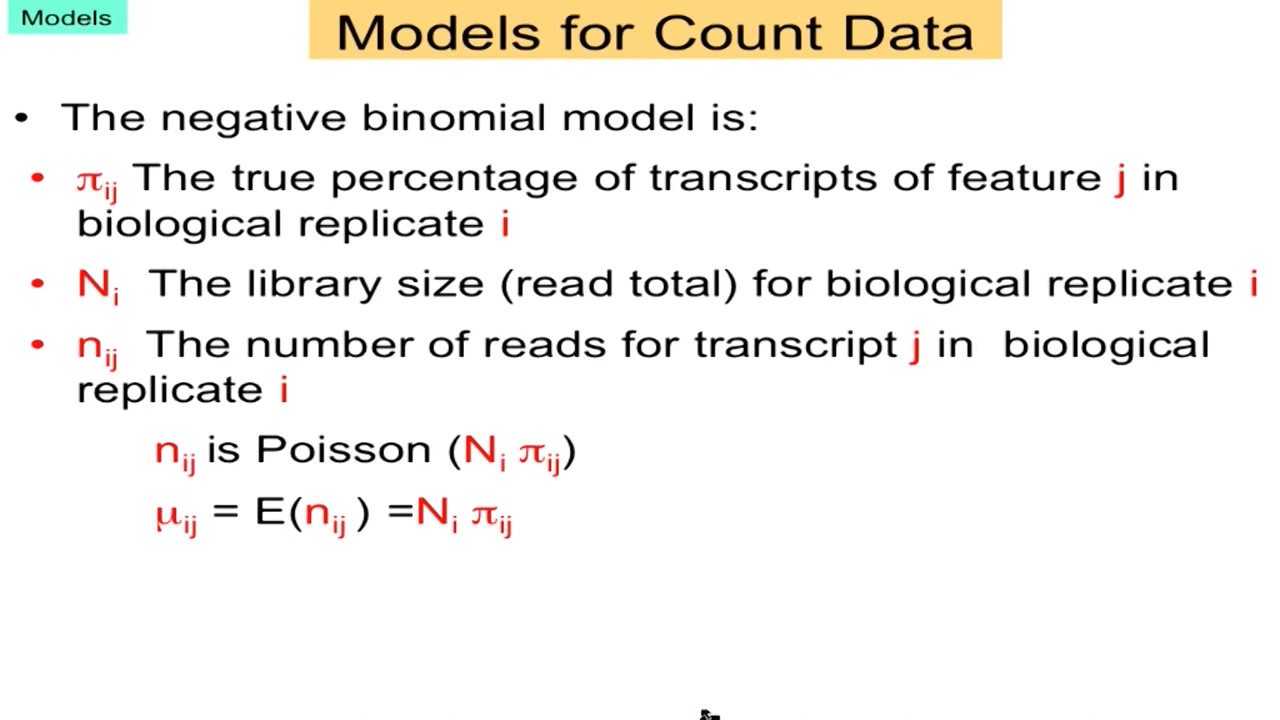 Models
Models for Count Data
• The negative binomial model is:
• πij The true percentage of transcripts of feature j in
biological replicate i
• Ni The library size (read total) for biological replicate i
• nij The number of reads for transcript j in biological
replicate i
nij is Poisson (Ni πij)
μij = E(nij ) =Ni πij